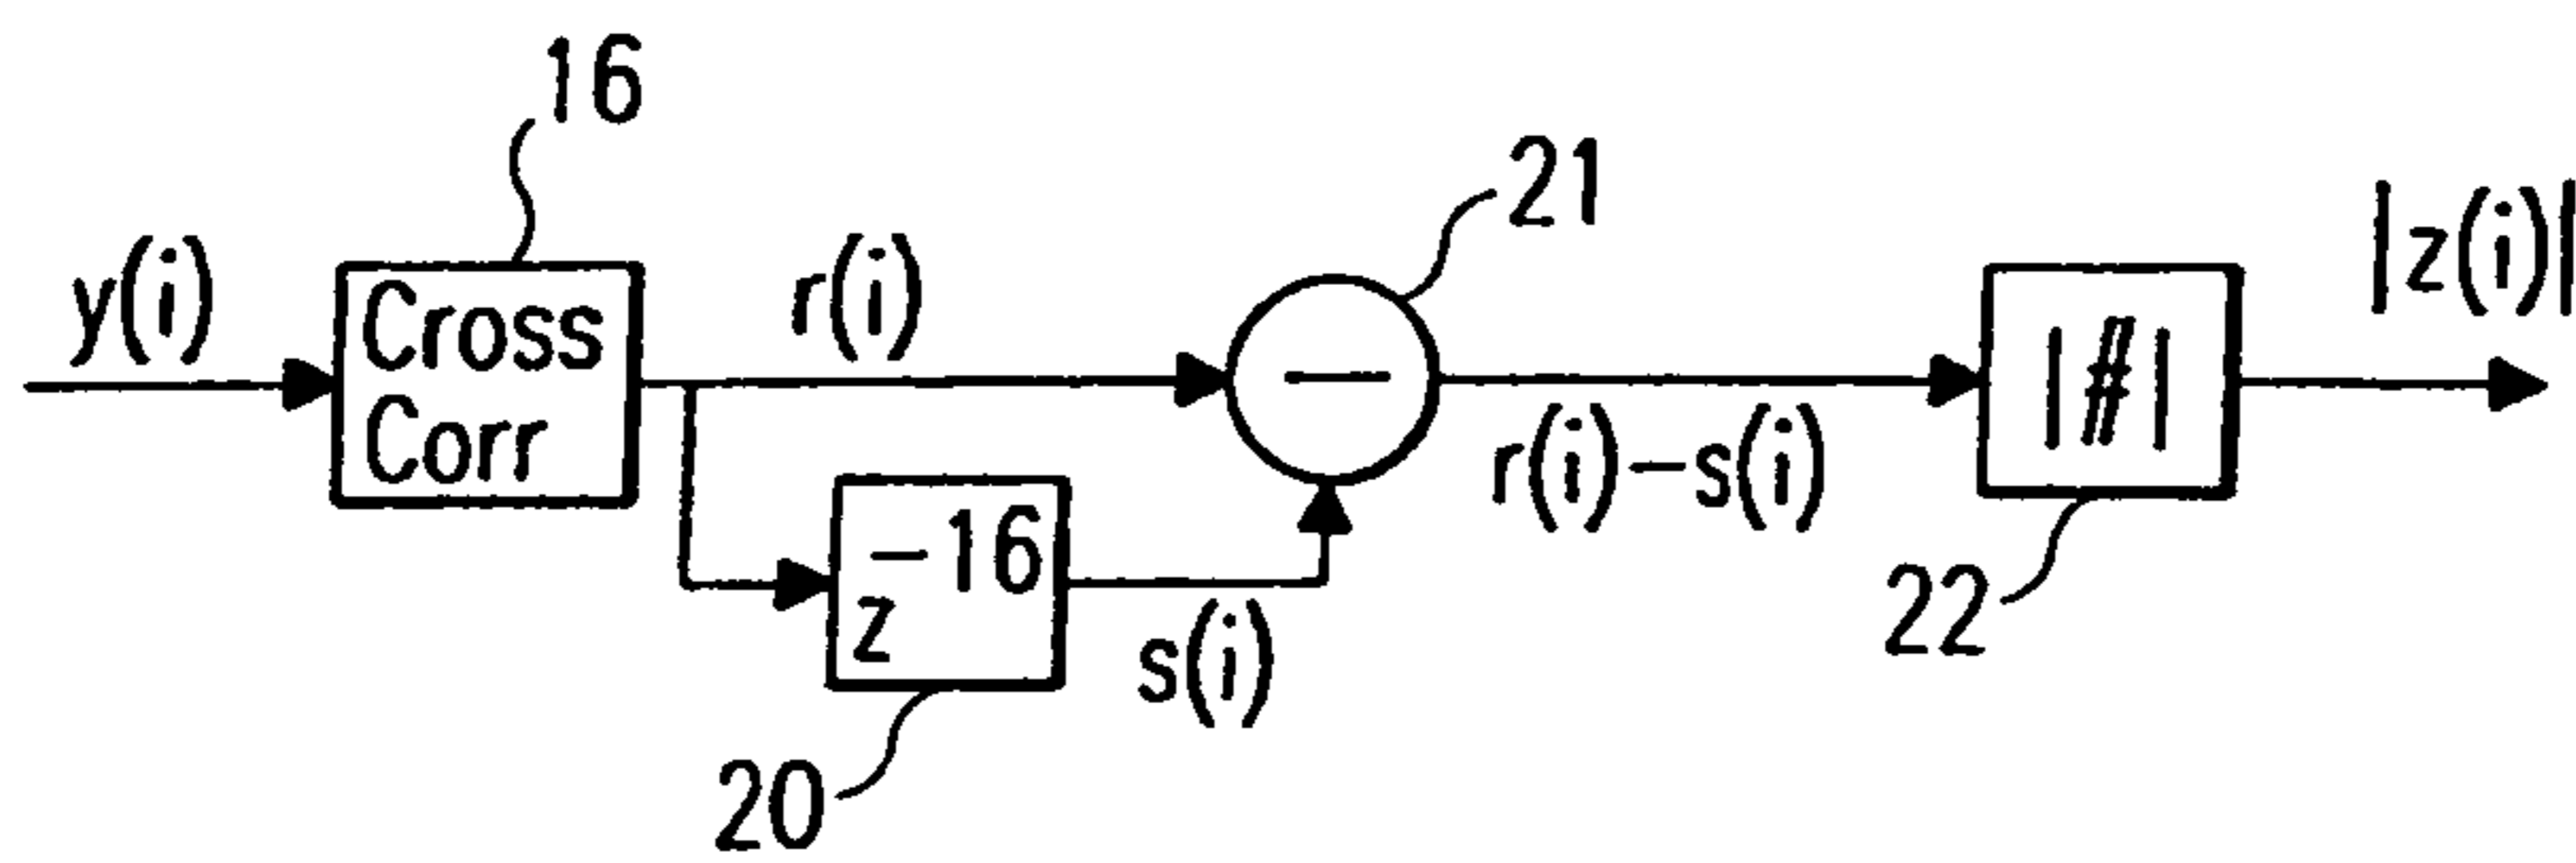 16
21
y(i)
Cross
Corr
r(i)
−
r(i)−s(i)
|#|
|z(i)|
z−16
s(i)
22
20